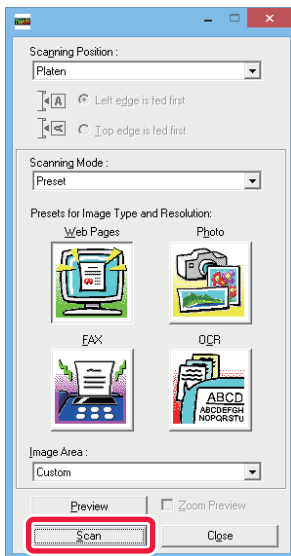 TWAIN
Scanning Position :
Platen
A Left edge is fed first
A Top edge is fed first
Scanning Mode :
Preset
Presets for Image Type and Resolution:
Web Pages Photo
FAX OCR
ABCD
ABCDEFGH
NOPQRSTU
Image Area :
Custom
Preview Zoom Preview
Scan Close